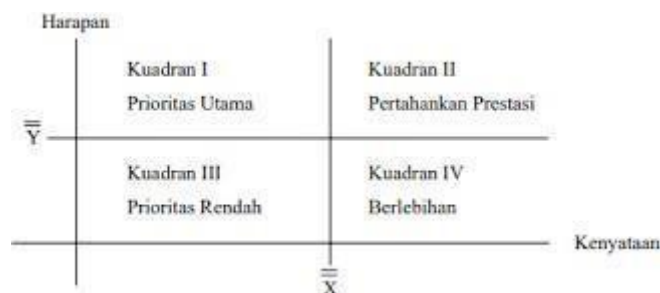 Harapan
Kuadran I
Kuadran II
Prioritas Utama
Pertahankan Prestasi
Y̿
Kuadran III
Kuadran IV
Prioritas Rendah
Berlebihan
Kenyataan
X̿